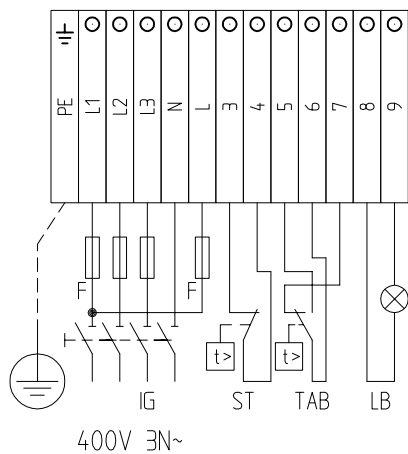 PE L1 L2 L3 N L 3 4 5 6 7 8 9
F F
t> t>
IG ST TAB LB
400V 3N~